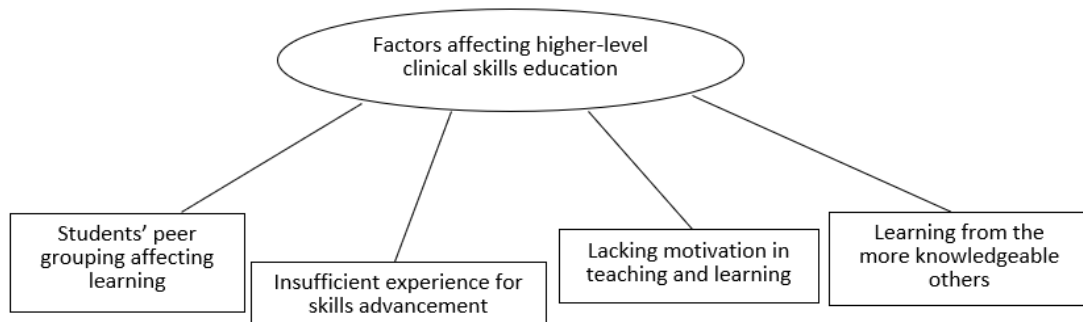 Factors affecting higher-level
clinical skills education
Students’ peer
grouping affecting
learning
Insufficient experience for
skills advancement
Lacking motivation in
teaching and learning
Learning from the
more knowledgeable
others